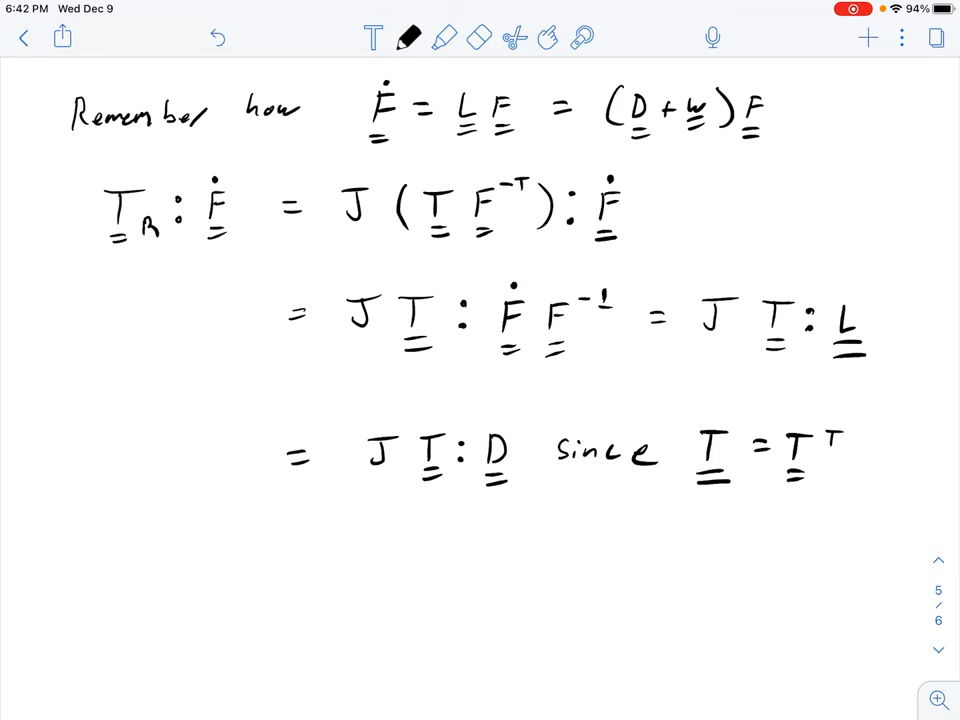 6:42 PM Wed Dec 9 94%
Remember how Ḟ = L F = (D + W) F
T_R : Ḟ = J (T F^-T) : Ḟ
= J T : Ḟ F^-1 = J T : L
= J T : D since T = T^T
5
/
6